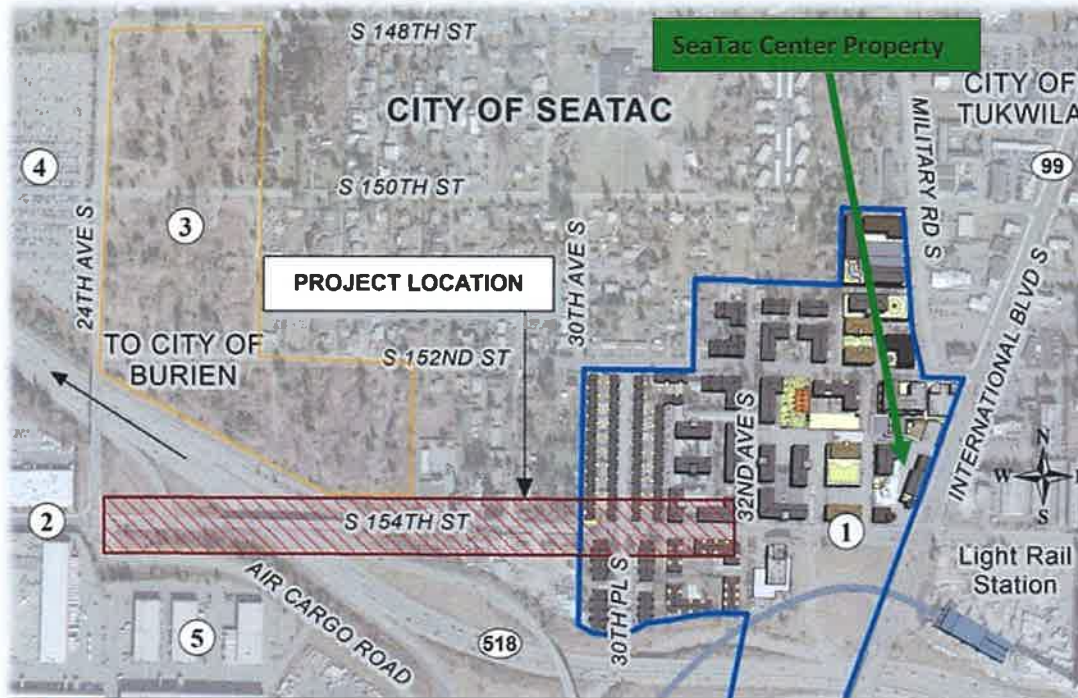 S 148TH ST
SeaTac Center Property
CITY OF SEATAC
CITY OF
TUKWILA
MILITARY RD S
99
4
S 150TH ST
3
24TH AVE S
PROJECT LOCATION
30TH AVE S
INTERNATIONAL BLVD S
TO CITY OF
BURIEN
S 152ND ST
32ND AVE S
N
W
S
2
S 154TH ST
1
AIR CARGO ROAD
30TH PL S
Light Rail
Station
5
518